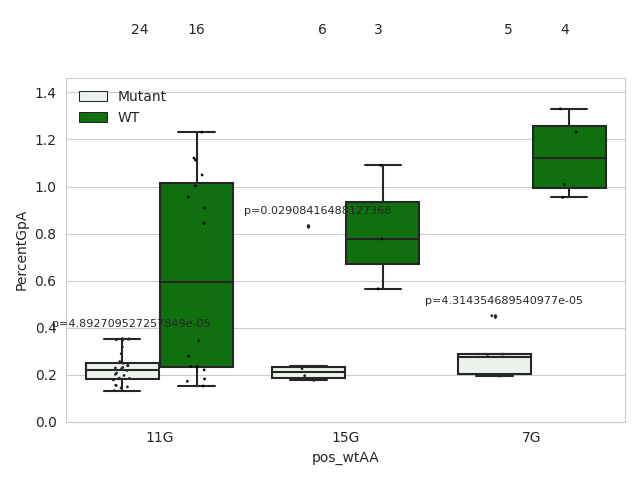 24 16 6 3 5 4
1.4
Mutant
WT
1.2
1.0
p=0.02908416488127368
0.8
PercentGpA
0.6
p=4.314354689540977e-05
0.4
p=4.892709527257849e-05
0.2
0.0
11G 15G 7G
pos_wtAA